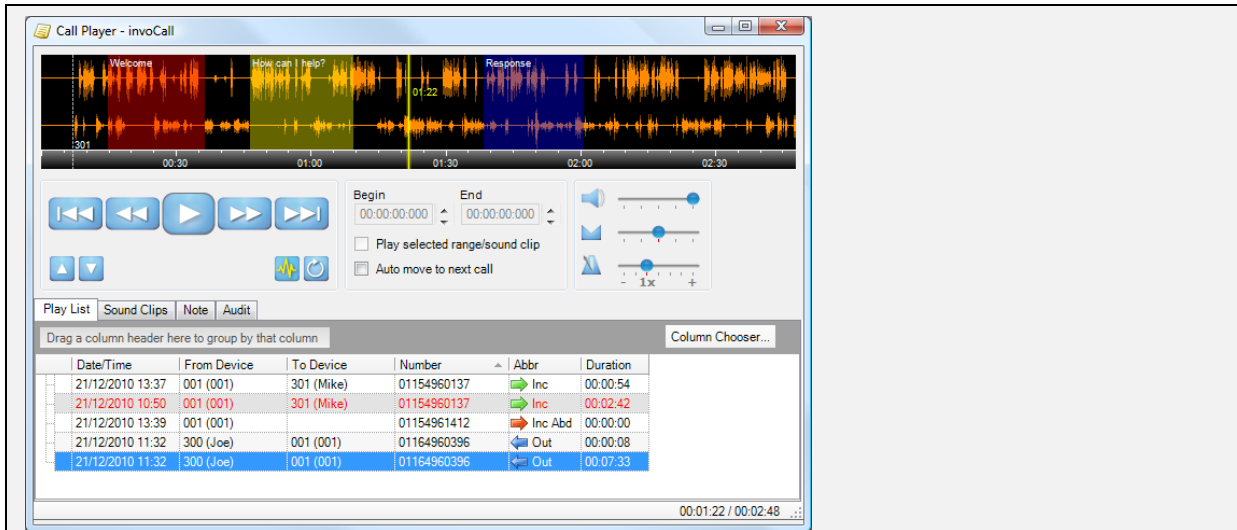 Call Player - invoCall
Welcome How can I help? Response
01:22
301
00:30 01:00 01:30 02:00 02:30
Begin End
00:00:00:000 00:00:00:000
Play selected range/sound clip
Auto move to next call
- 1x +
Play List Sound Clips Note Audit
Drag a column header here to group by that column Column Chooser...
Date/Time From Device To Device Number Abbr Duration
21/12/2010 13:37 001 (001) 301 (Mike) 01154960137 Inc 00:00:54
21/12/2010 10:50 001 (001) 301 (Mike) 01154960137 Inc 00:02:42
21/12/2010 13:39 001 (001) 01154961412 Inc Abd 00:00:00
21/12/2010 11:32 300 (Joe) 001 (001) 01164960396 Out 00:00:08
21/12/2010 11:32 300 (Joe) 001 (001) 01164960396 Out 00:07:33
00:01:22 / 00:02:48